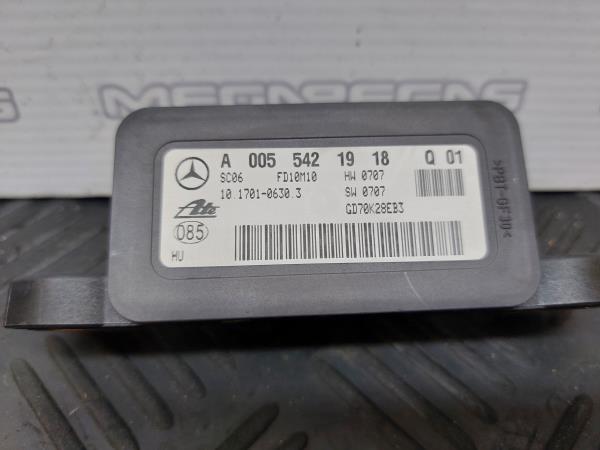 A 005 542 19 18 Q 01
SC06 FD10M10 HW 0707
10.1701-0630.3 SW 0707
Ate GD70K28EB3
085
HU
>PBT-GF30<